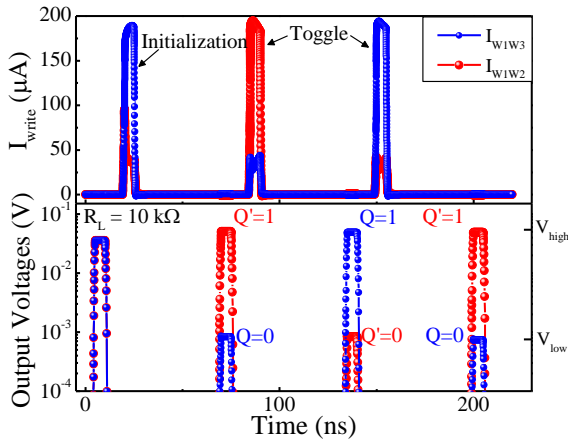 200
150
100
50
0
I_write (μA)
Initialization
Toggle
I_W1W3
I_W1W2
10^-1
10^-2
10^-3
10^-4
Output Voltages (V)
R_L = 10 kΩ
Q'=1
Q=1
Q'=1
V_high
Q=0
Q'=0
Q=0
V_low
0
100
200
Time (ns)